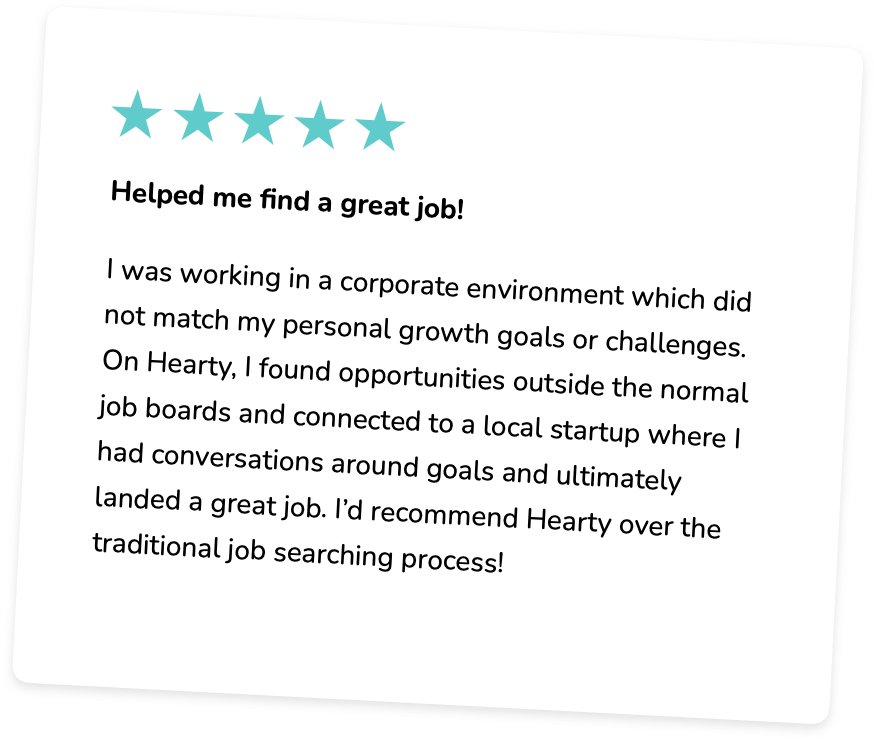 Helped me find a great job!
I was working in a corporate environment which did
not match my personal growth goals or challenges.
On Hearty, I found opportunities outside the normal
job boards and connected to a local startup where I
had conversations around goals and ultimately
landed a great job. I’d recommend Hearty over the
traditional job searching process!